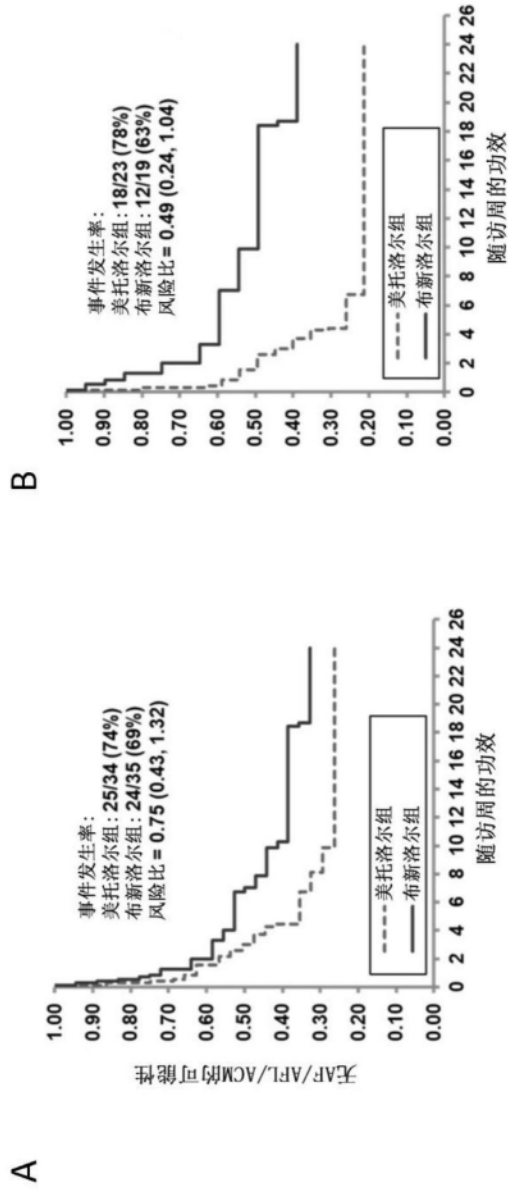 A
无AF/AFL/ACM的可能性
1.00
0.90
0.80
0.70
0.60
0.50
0.40
0.30
0.20
0.10
0.00
事件发生率:
美托洛尔组: 25/34 (74%)
布新洛尔组: 24/35 (69%)
风险比 = 0.75 (0.43, 1.32)
美托洛尔组
布新洛尔组
0 2 4 6 8 10 12 14 16 18 20 22 24 26
随访周的功效
B
1.00
0.90
0.80
0.70
0.60
0.50
0.40
0.30
0.20
0.10
0.00
事件发生率:
美托洛尔组: 18/23 (78%)
布新洛尔组: 12/19 (63%)
风险比 = 0.49 (0.24, 1.04)
美托洛尔组
布新洛尔组
0 2 4 6 8 10 12 14 16 18 20 22 24 26
随访周的功效